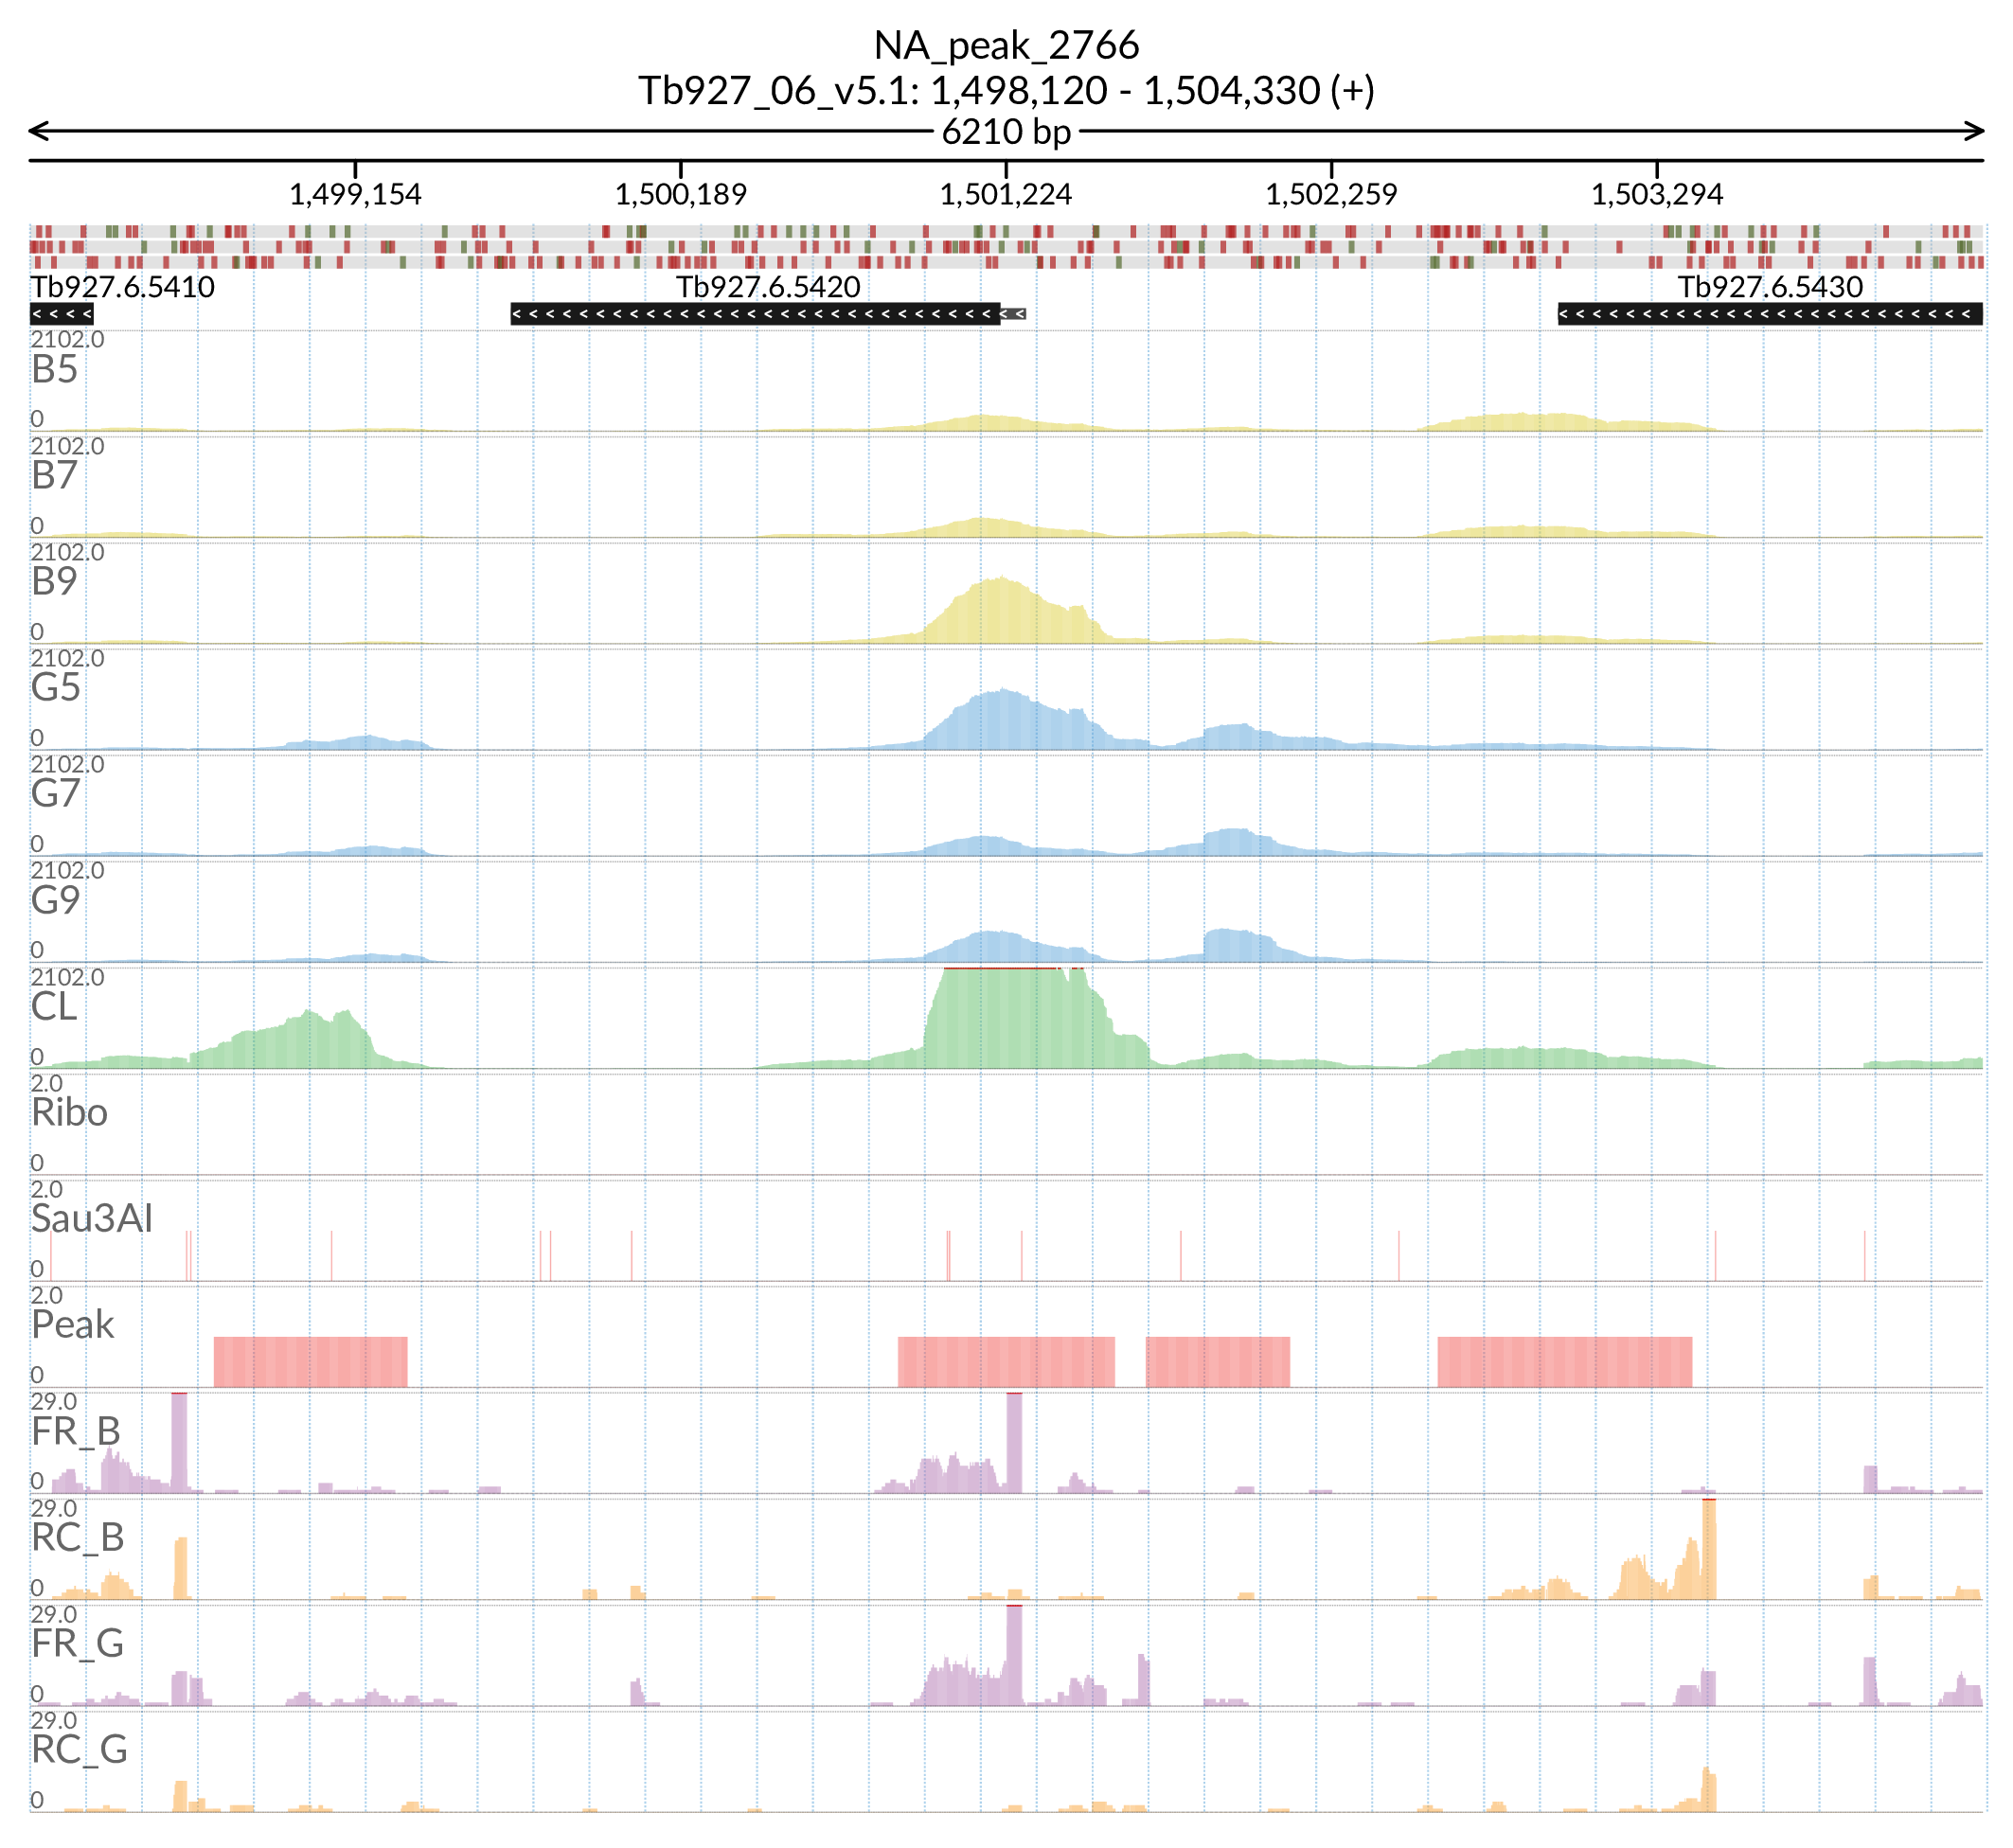 NA_peak_2766
Tb927_06_v5.1: 1,498,120 - 1,504,330 (+)
6210 bp
1,499,154 1,500,189 1,501,224 1,502,259 1,503,294
Tb927.6.5410 Tb927.6.5420 Tb927.6.5430
2102.0
B5
0
2102.0
B7
0
2102.0
B9
0
2102.0
G5
0
2102.0
G7
0
2102.0
G9
0
2102.0
CL
0
2.0
Ribo
0
2.0
Sau3AI
0
2.0
Peak
0
29.0
FR_B
0
29.0
RC_B
0
29.0
FR_G
0
29.0
RC_G
0